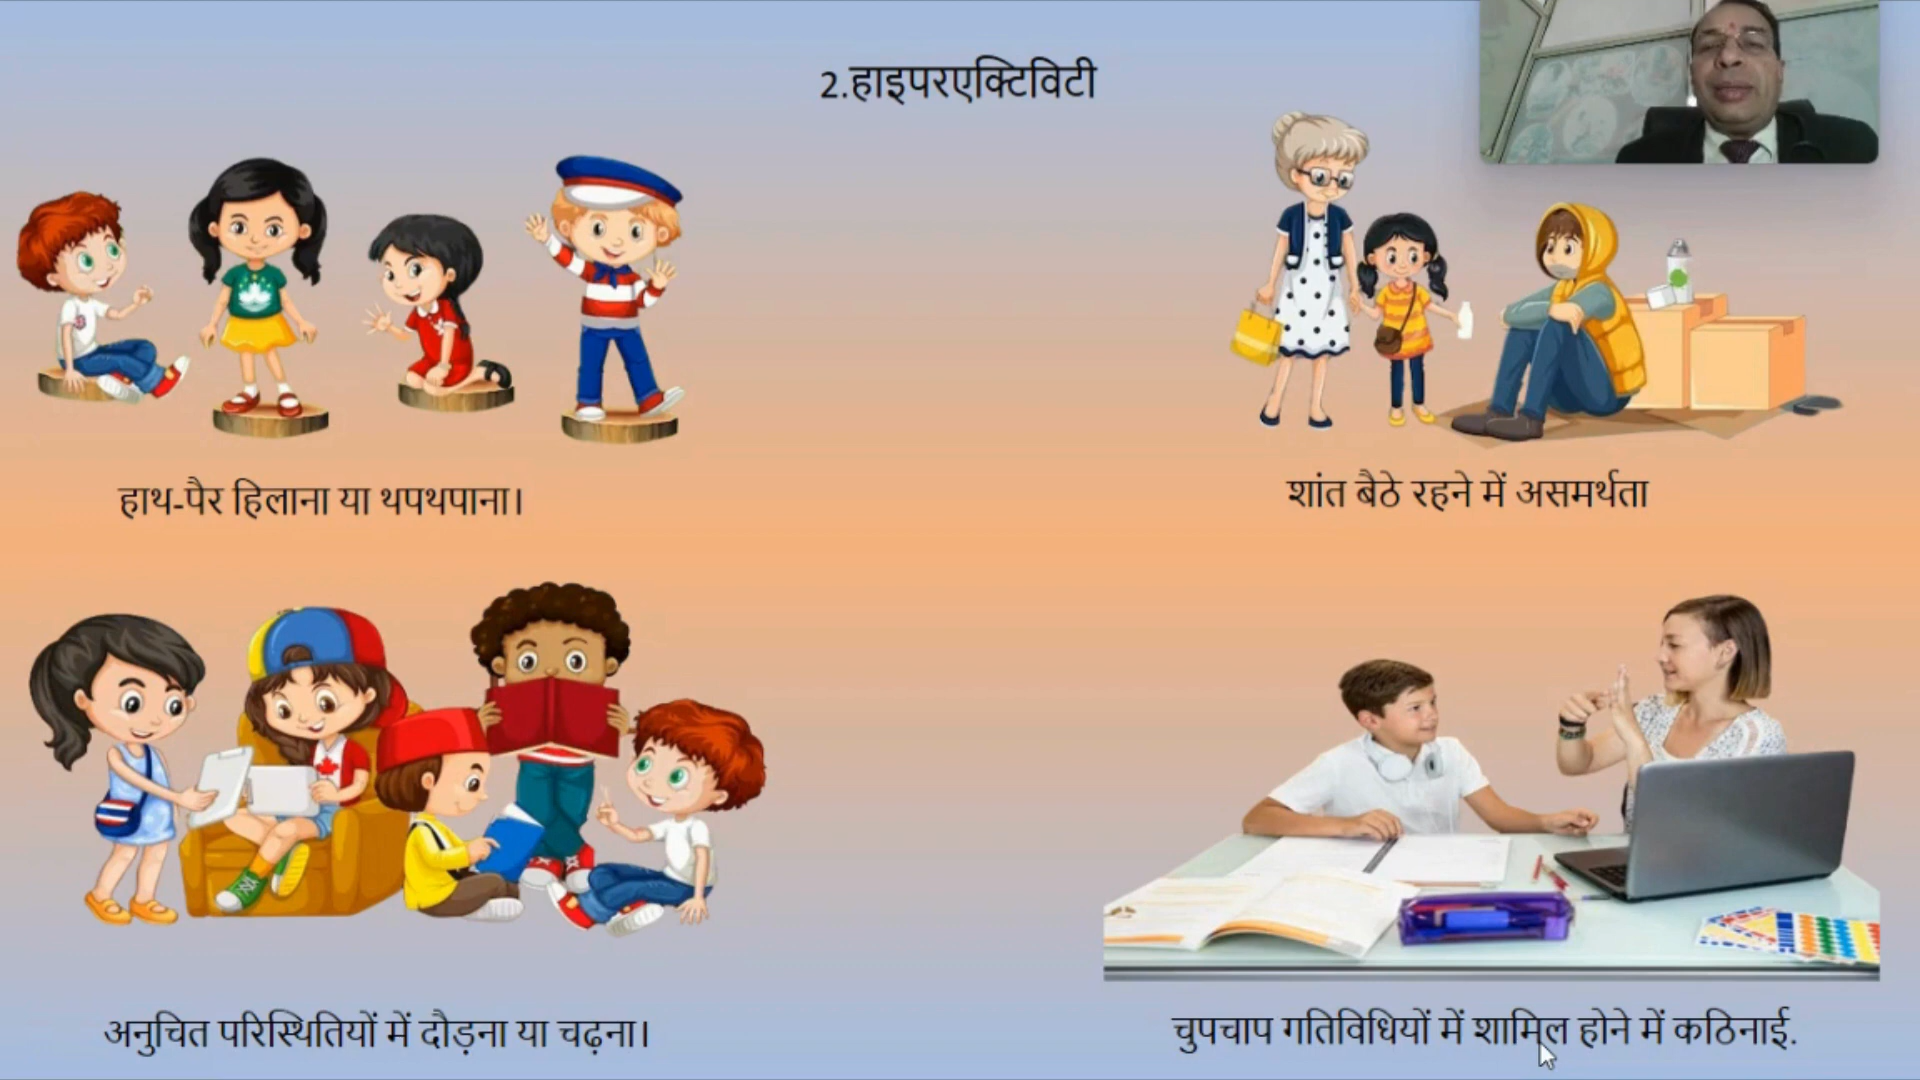 2.हाइपरएक्टिविटी
हाथ-पैर हिलाना या थपथपाना।
शांत बैठे रहने में असमर्थता
अनुचित परिस्थितियों में दौड़ना या चढ़ना।
चुपचाप गतिविधियों में शामिल होने में कठिनाई.